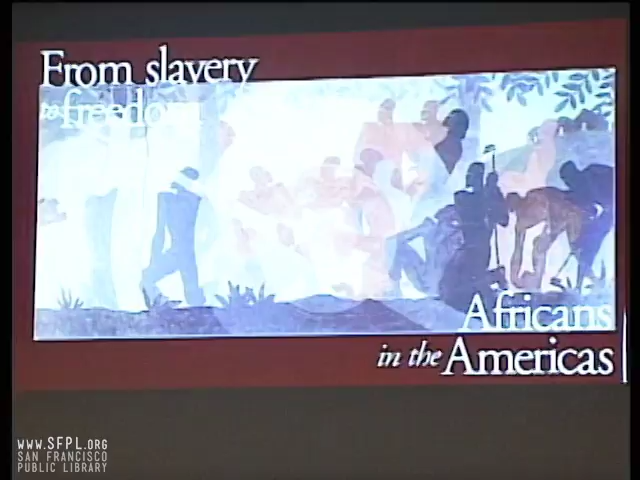 From slavery
to freedom
Africans
in the Americas
www.SFPL.ORG
SAN FRANCISCO
PUBLIC LIBRARY